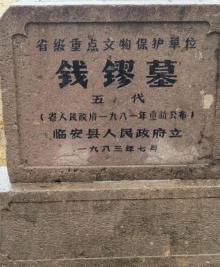 省级重点文物保护单位
钱镠墓
五代
(省人民政府一九八一年重新公布)
临安县人民政府立
一九八三年七月